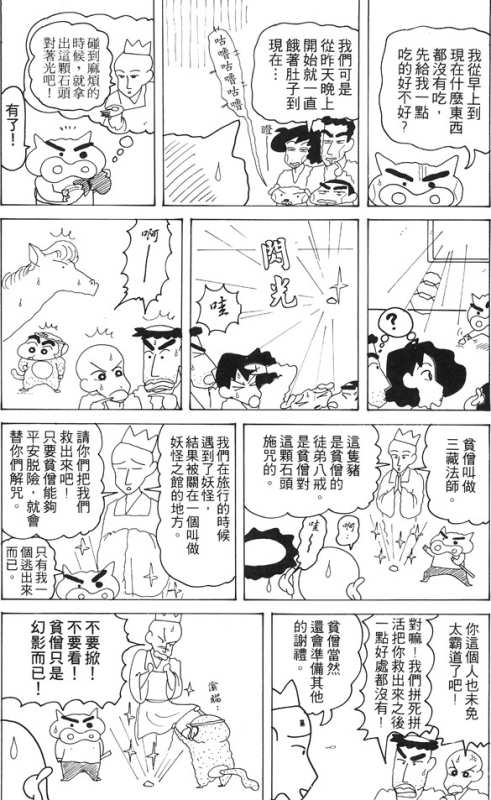 我從早上到
現在什麼東西
都沒有吃，
先給我一點
吃的好不好？
我們可是
從昨天晚上
開始就一直
餓著肚子到
現在…
咕嚕咕嚕咕嚕
瞪
碰到麻煩的
時候，就拿
出這顆石頭
對著光吧！
有了！
？
閃光
哇
啊—
貧僧叫做
三藏法師。
這隻豬
是貧僧的
徒弟八戒。
是貧僧對
這顆石頭
施咒的。
啊…
哇…
我們在旅行的時候
遇到了妖怪，
結果被關在一個叫做
妖怪之館的地方。
請你們把我們
救出來吧！
只要貧僧能夠
平安脫險，就會
替你們解咒。
只有我一
個逃出來
而已。
你這個人也未免
太霸道了吧！
對嘛！我們拼死拼
活把你救出來之後
一點好處都沒有！
貧僧當然
還會準備其他
的謝禮。
不要掀！
不要看！
貧僧只是
幻影而已！